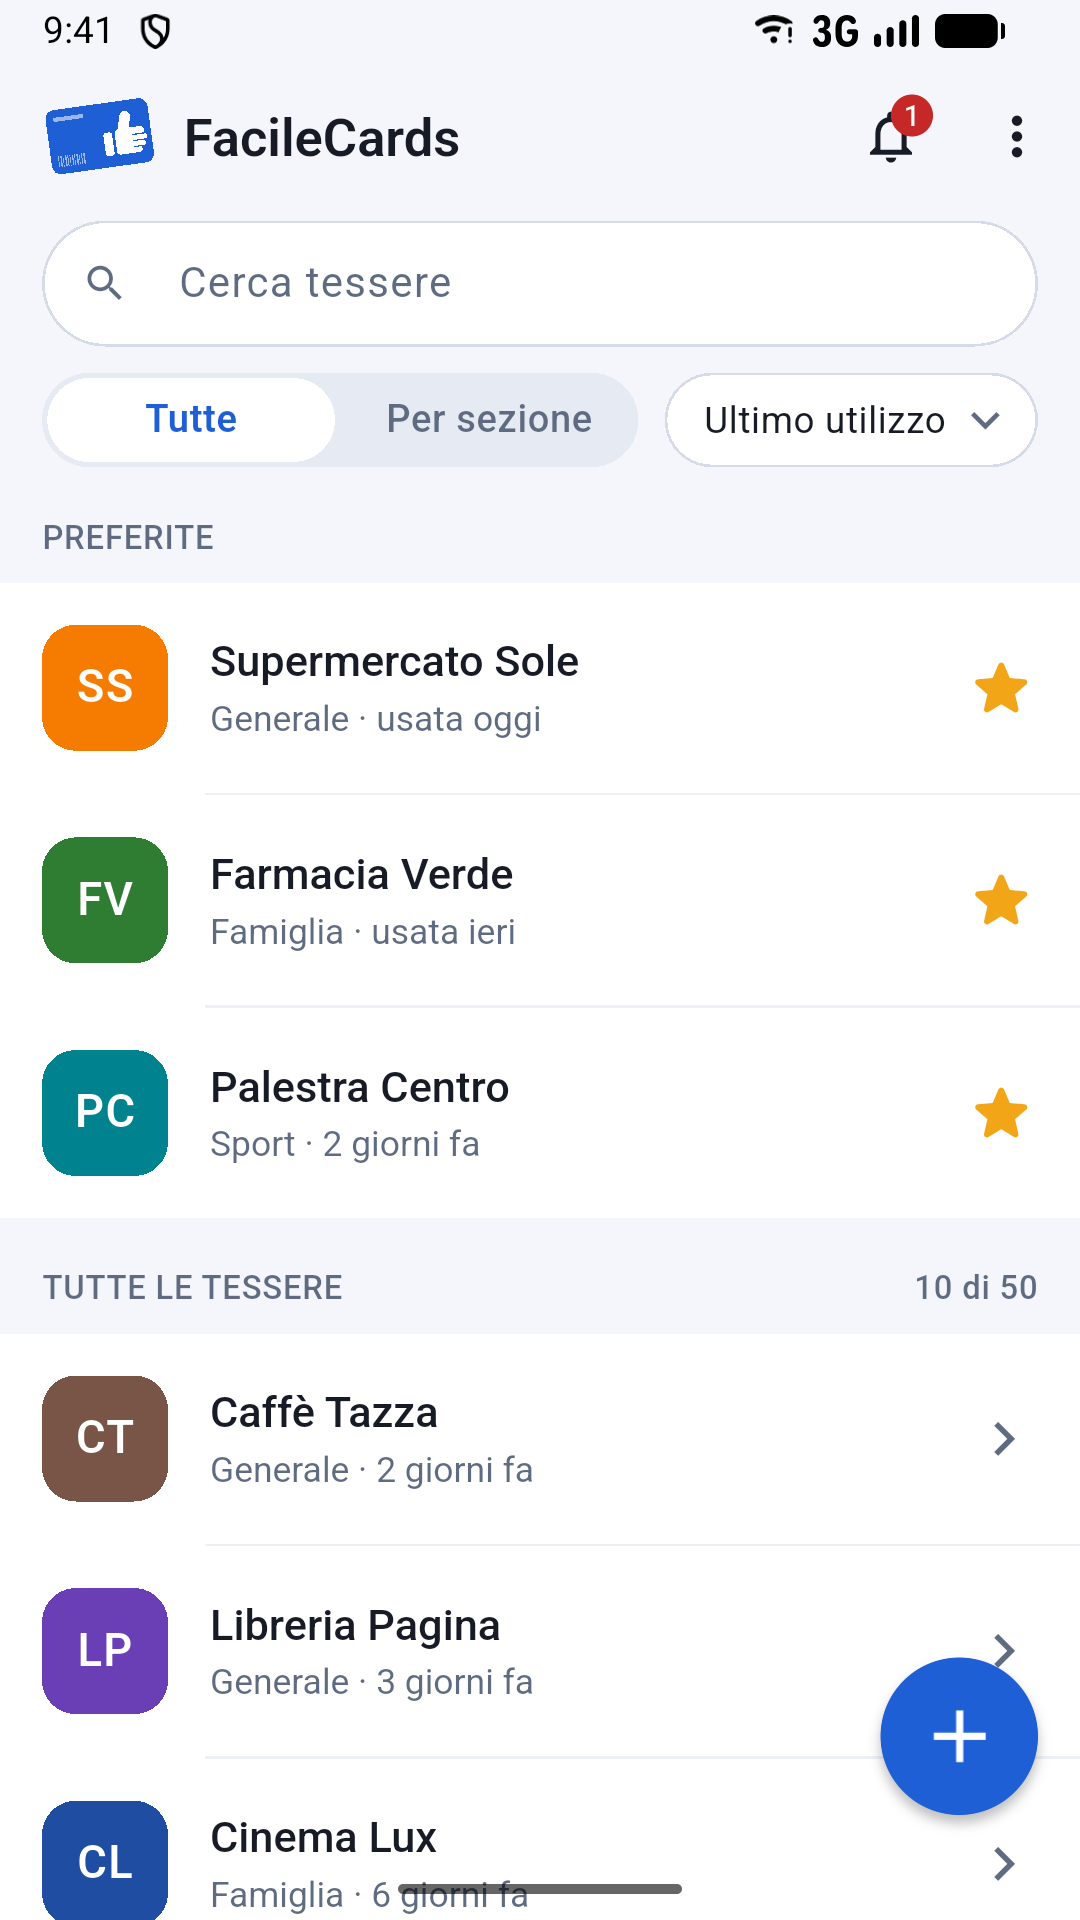 9:41
3G
FacileCards
1
Cerca tessere
Tutte
Per sezione
Ultimo utilizzo
PREFERITE
SS
Supermercato Sole
Generale · usata oggi
FV
Farmacia Verde
Famiglia · usata ieri
PC
Palestra Centro
Sport · 2 giorni fa
TUTTE LE TESSERE
10 di 50
CT
Caffè Tazza
Generale · 2 giorni fa
LP
Libreria Pagina
Generale · 3 giorni fa
CL
Cinema Lux
Famiglia · 6 giorni fa